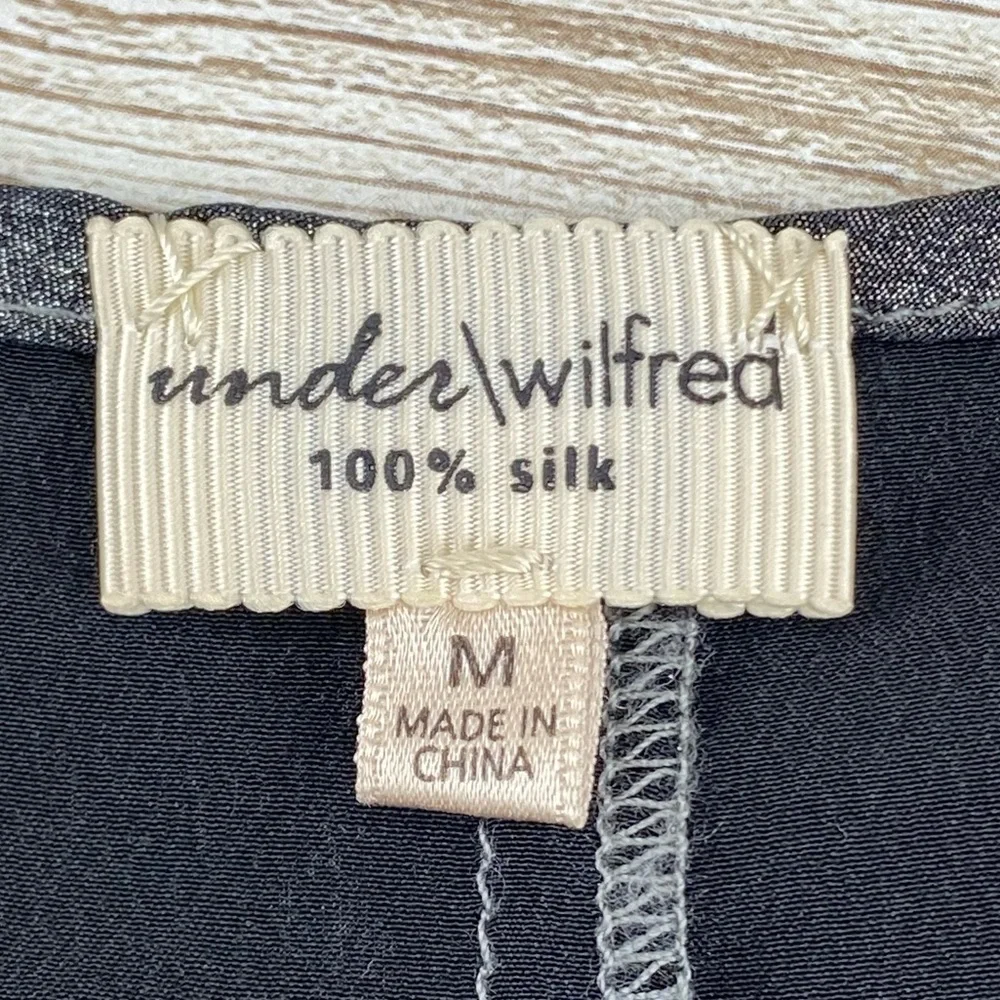 under\wilfred
100% silk
M
MADE IN
CHINA